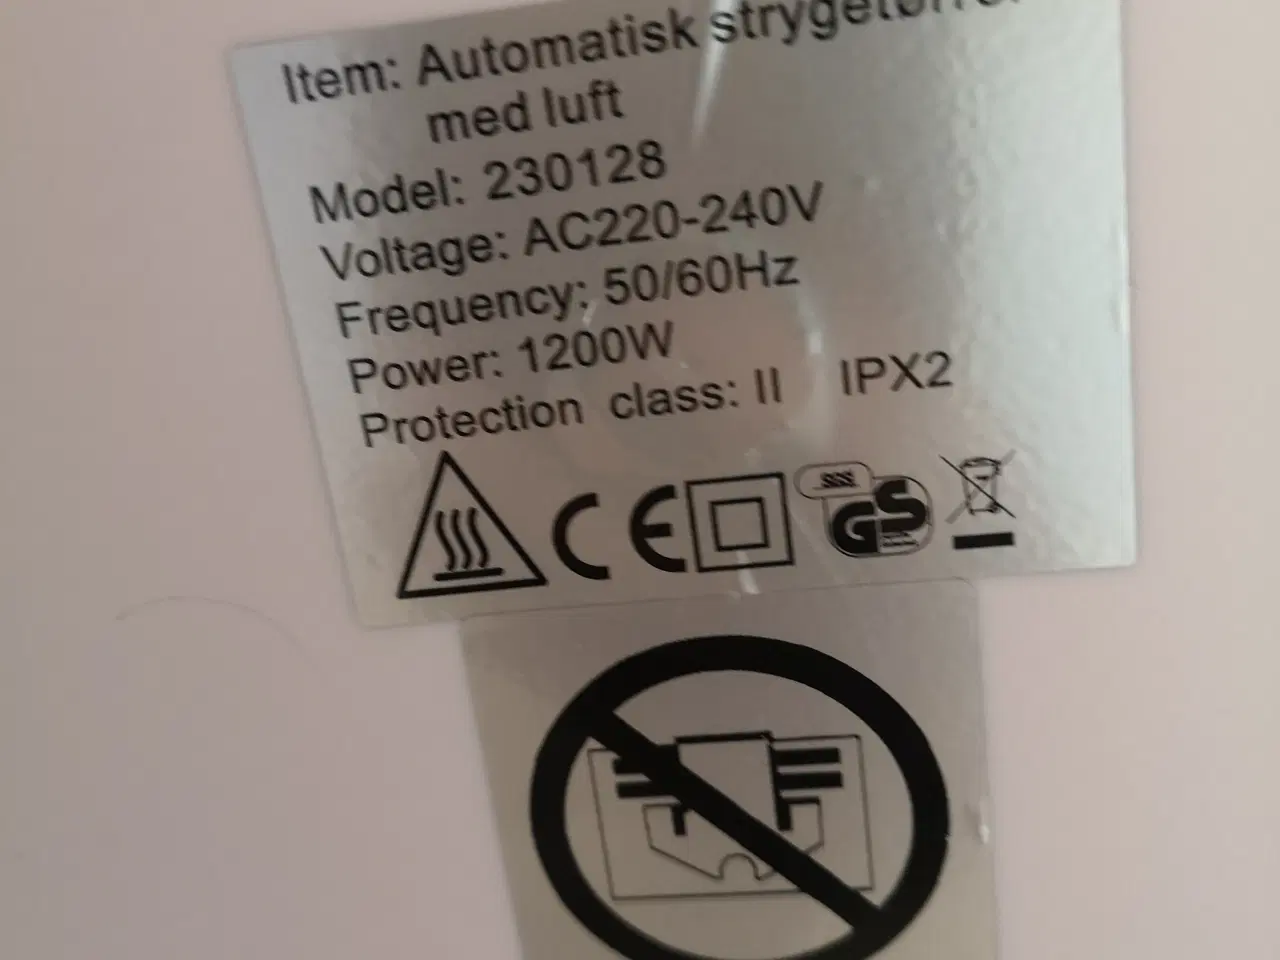 Item: Automatisk strygetørrer
med luft
Model: 230128
Voltage: AC220-240V
Frequency: 50/60Hz
Power: 1200W
Protection class: II IPX2
CE SGS GS